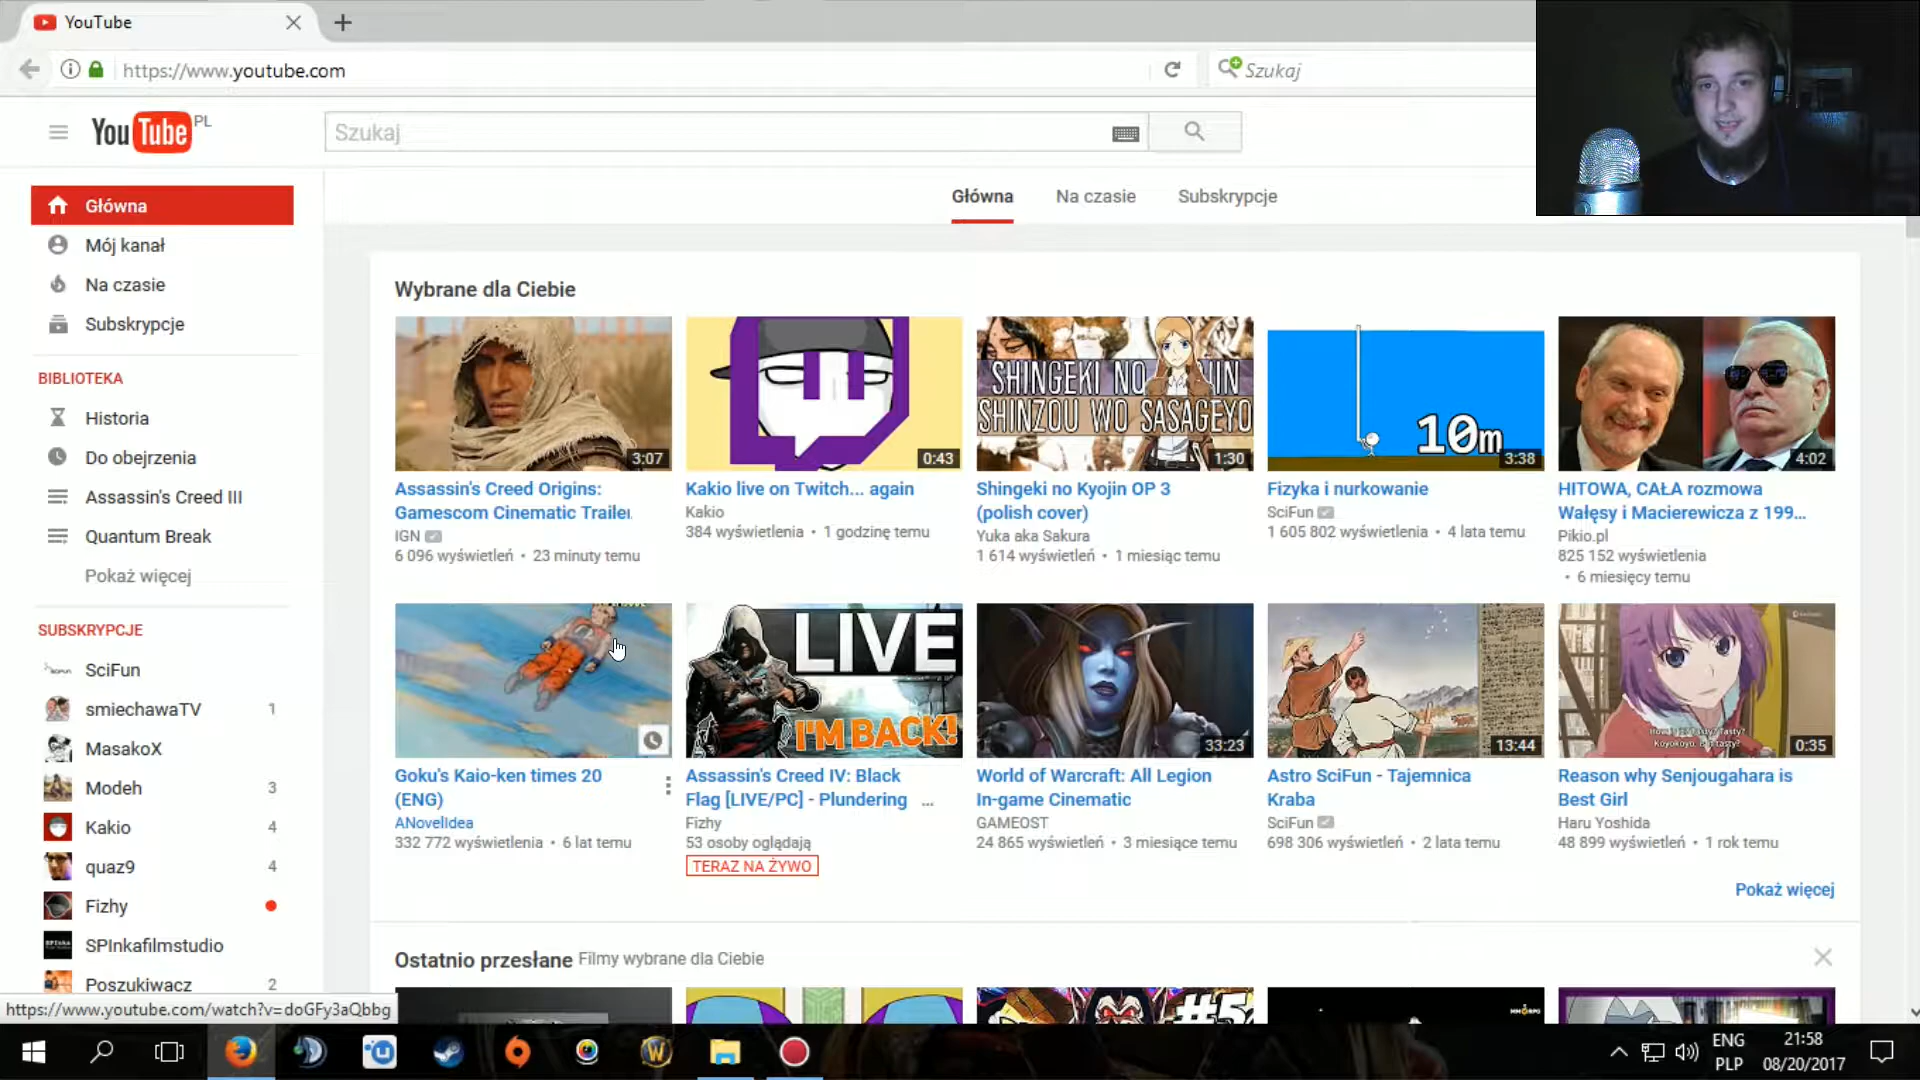 YouTube
https://www.youtube.com
Szukaj
YouTube PL
Szukaj
Główna
Na czasie
Subskrypcje
Główna
Mój kanał
Na czasie
Subskrypcje
BIBLIOTEKA
Historia
Do obejrzenia
Assassin's Creed III
Quantum Break
Pokaż więcej
SUBSKRYPCJE
SciFun
smiechawaTV 1
MasakoX
Modeh 3
Kakio 4
quaz9 4
Fizhy
SPInkafilmstudio
Poszukiwacz 2
Wybrane dla Ciebie
3:07
Assassin's Creed Origins:
Gamescom Cinematic Trailer
IGN
6 096 wyświetleń • 23 minuty temu
0:43
Kakio live on Twitch... again
Kakio
384 wyświetlenia • 1 godzinę temu
SHINGEKI NO
SHINZOU WO SASAGEYO
1:30
Shingeki no Kyojin OP 3
(polish cover)
Yuka aka Sakura
1 614 wyświetleń • 1 miesiąc temu
10m
3:38
Fizyka i nurkowanie
SciFun
1 605 802 wyświetlenia • 4 lata temu
4:02
HITOWA, CAŁA rozmowa
Wałęsy i Macierewicza z 199...
Pikio.pl
825 152 wyświetlenia
• 6 miesięcy temu
Goku's Kaio-ken times 20
(ENG)
ANovelIdea
332 772 wyświetlenia • 6 lat temu
LIVE
I'M BACK!
Assassin's Creed IV: Black
Flag [LIVE/PC] - Plundering ...
Fizhy
53 osoby oglądają
TERAZ NA ŻYWO
33:23
World of Warcraft: All Legion
In-game Cinematic
GAMEOST
24 865 wyświetleń • 3 miesiące temu
13:44
Astro SciFun - Tajemnica
Kraba
SciFun
698 306 wyświetleń • 2 lata temu
0:35
Reason why Senjougahara is
Best Girl
Haru Yoshida
48 899 wyświetleń • 1 rok temu
Pokaż więcej
Ostatnio przesłane Filmy wybrane dla Ciebie
#5
https://www.youtube.com/watch?v=doGFy3aQbbg
ENG
PLP
21:58
08/20/2017